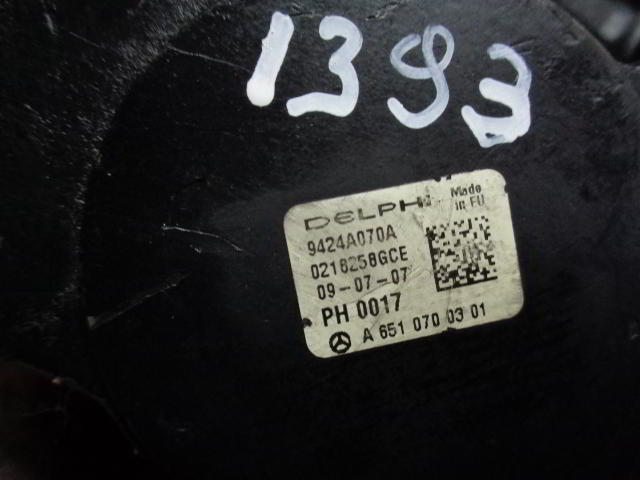 1393
DELPHI
Made
in EU
9424A070A
0218258GCE
09-07-07
PH 0017
A 651 070 03 01